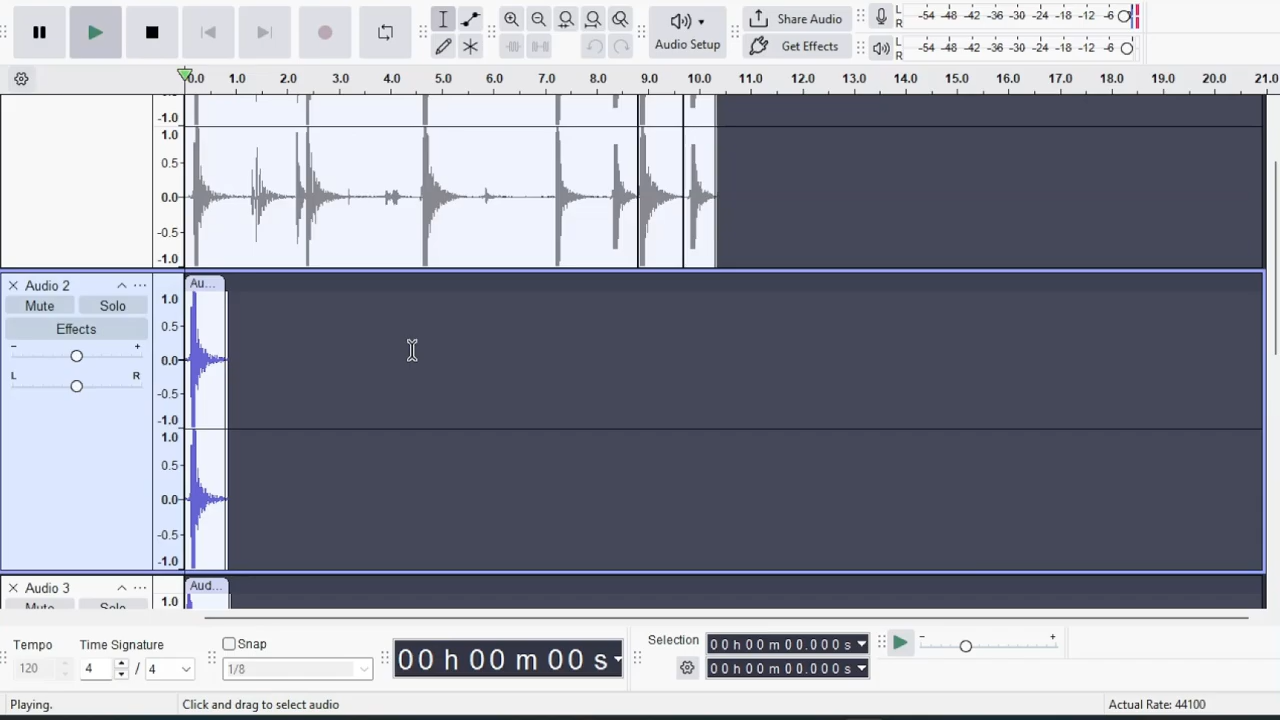 Audio Setup
Share Audio
Get Effects
L
R
-54 -48 -42 -36 -30 -24 -18 -12 -6
L
R
-54 -48 -42 -36 -30 -24 -18 -12 -6
0.0 1.0 2.0 3.0 4.0 5.0 6.0 7.0 8.0 9.0 10.0 11.0 12.0 13.0 14.0 15.0 16.0 17.0 18.0 19.0 20.0 21.0
-1.0
1.0
0.5
0.0
-0.5
-1.0
Audio 2
Au...
Mute Solo
Effects
- +
L R
1.0
0.5
0.0
-0.5
-1.0
1.0
0.5
0.0
-0.5
-1.0
Audio 3
Aud...
Mute Solo
1.0
Tempo
120
Time Signature
4 / 4
Snap
1/8
00 h 00 m 00 s
Selection
00 h 00 m 00.000 s
00 h 00 m 00.000 s
- +
Playing.
Click and drag to select audio
Actual Rate: 44100